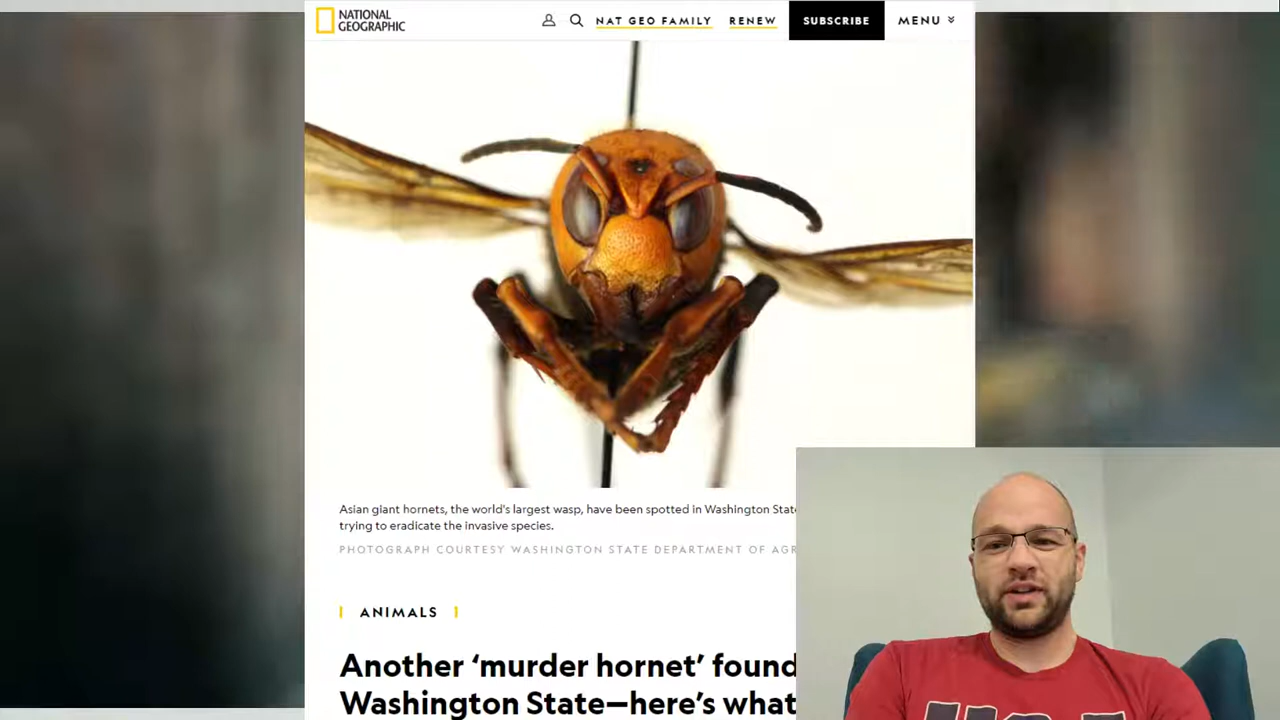 NATIONAL
GEOGRAPHIC
NAT GEO FAMILY
RENEW
SUBSCRIBE
MENU
Asian giant hornets, the world's largest wasp, have been spotted in Washington
trying to eradicate the invasive species.
PHOTOGRAPH COURTESY WASHINGTON STATE DEPARTMENT OF
ANIMALS
Another ‘murder hornet’ found
Washington State—here’s what